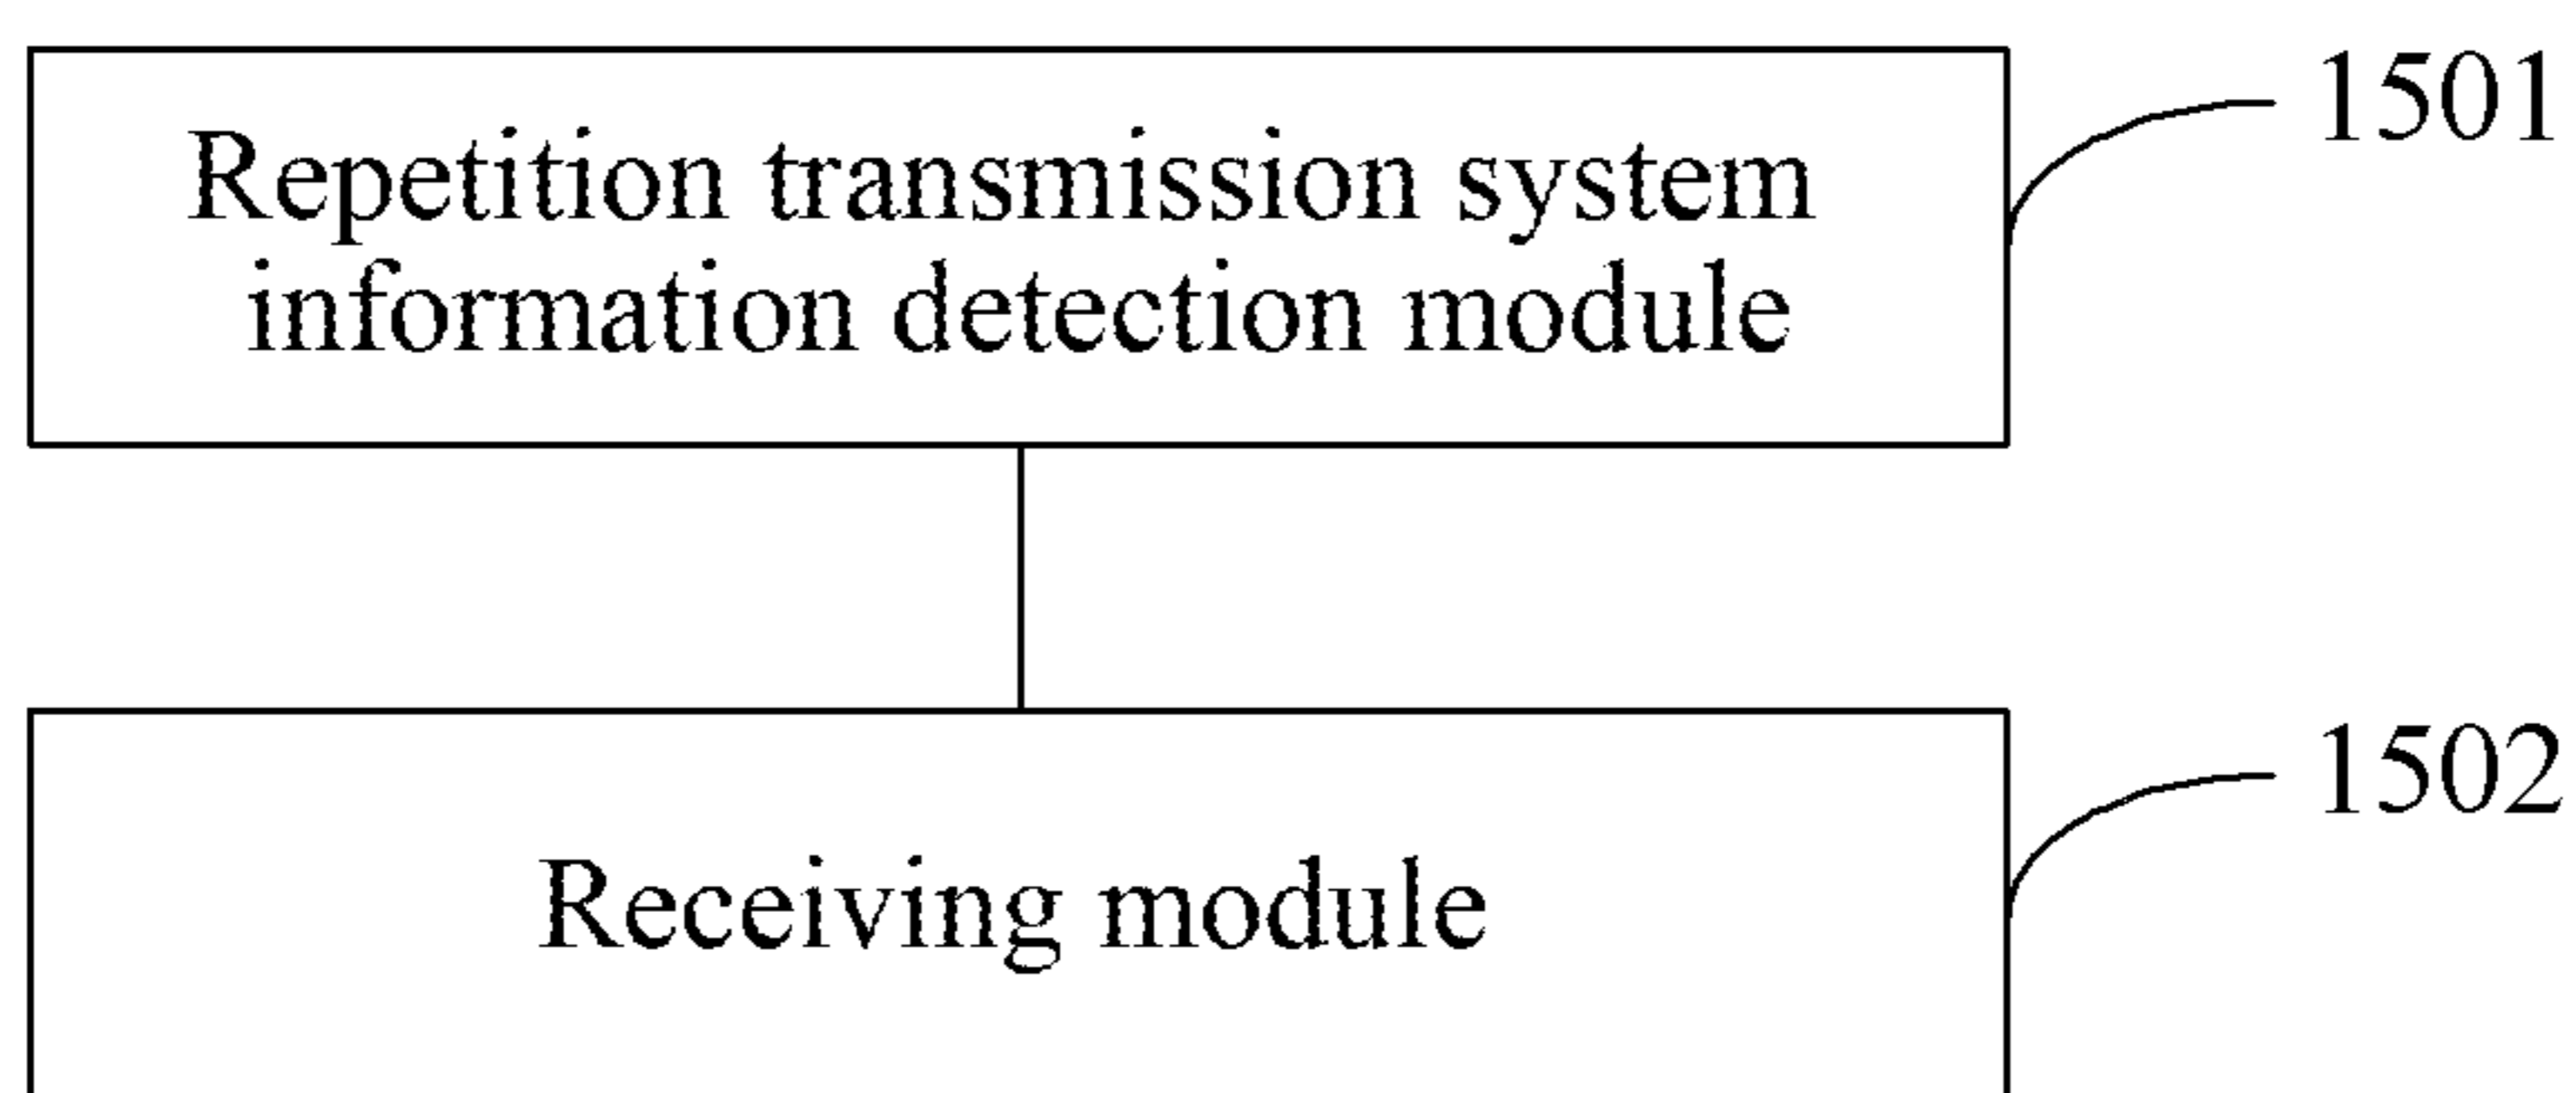 1501
Repetition transmission system
information detection module
1502
Receiving module